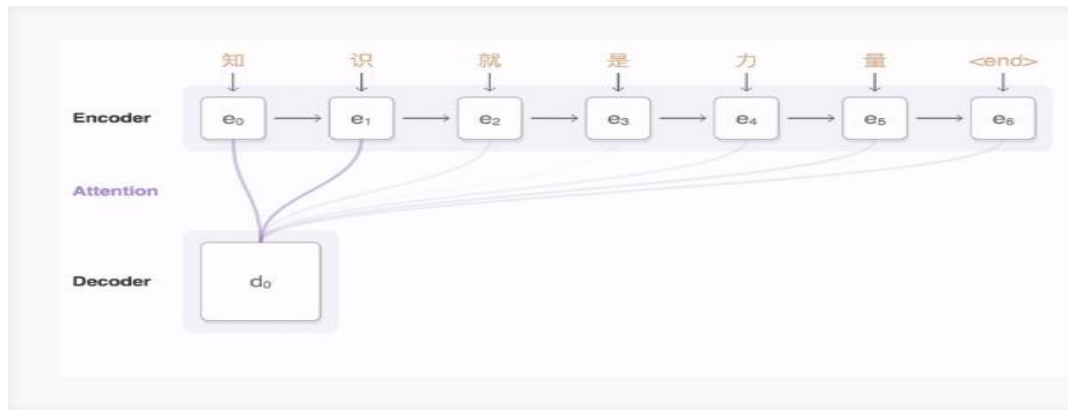 知 识 就 是 力 量 <end>
Encoder e₀ e₁ e₂ e₃ e₄ e₅ e₆
Attention
Decoder d₀